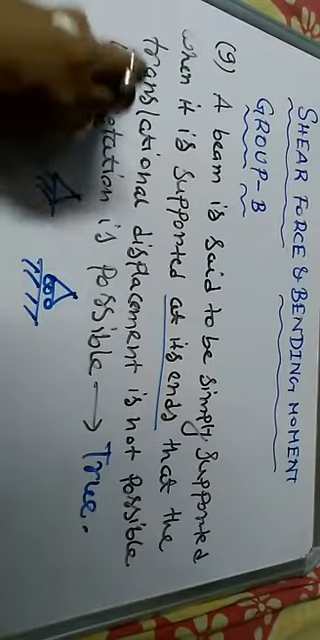 SHEAR FORCE & BENDING MOMENT
GROUP-B
(9) A beam is said to be simply supported
when it is supported at its ends that the
translational displacement is not possible
is possible → True.